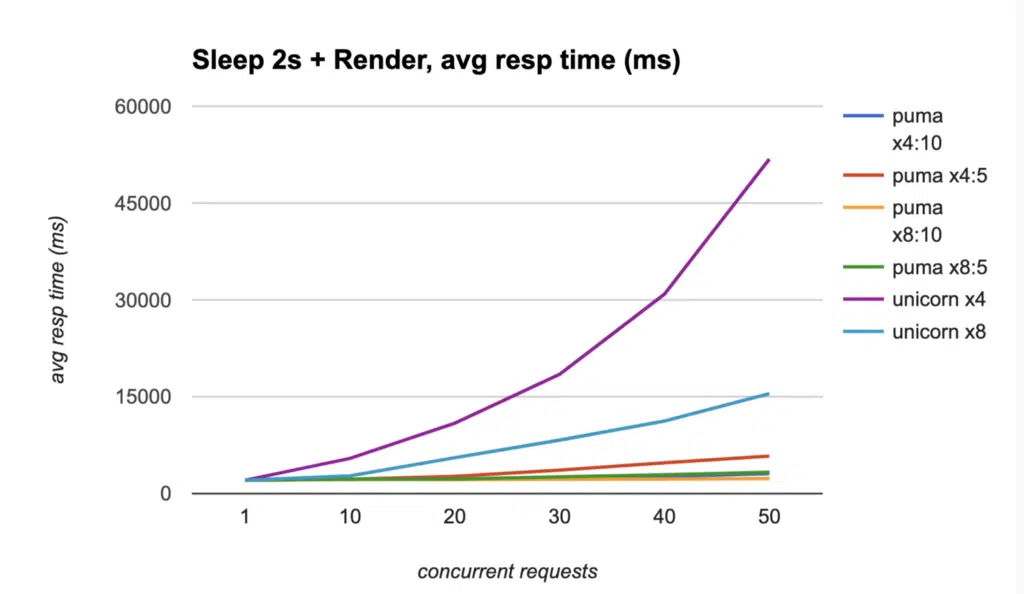 Sleep 2s + Render, avg resp time (ms)
60000
45000
30000
15000
0
avg resp time (ms)
1 10 20 30 40 50
concurrent requests
puma
x4:10
puma x4:5
puma
x8:10
puma x8:5
unicorn x4
unicorn x8